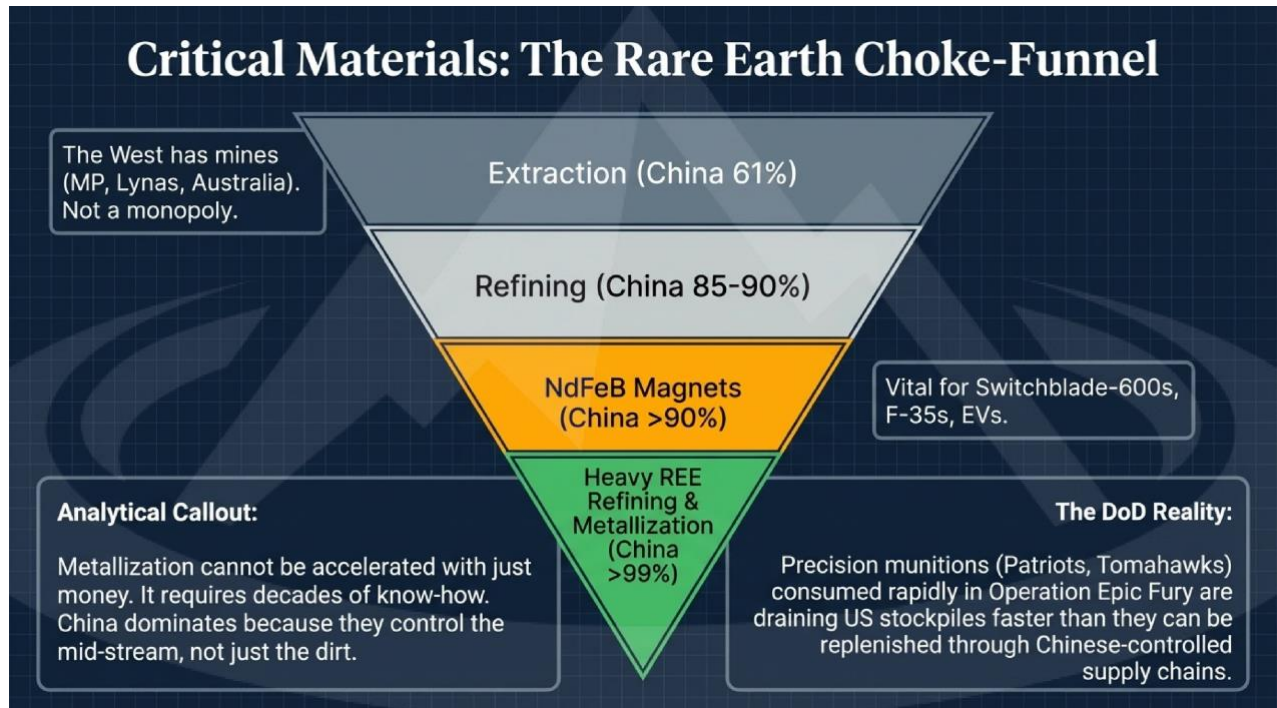 Critical Materials: The Rare Earth Choke-Funnel
The West has mines
(MP, Lynas, Australia).
Not a monopoly.
Extraction (China 61%)
Refining (China 85-90%)
NdFeB Magnets
(China >90%)
Vital for Switchblade-600s,
F-35s, EVs.
Heavy REE
Refining &
Metallization
(China
>99%)
Analytical Callout:
Metallization cannot be accelerated with just
money. It requires decades of know-how.
China dominates because they control the
mid-stream, not just the dirt.
The DoD Reality:
Precision munitions (Patriots, Tomahawks)
consumed rapidly in Operation Epic Fury are
draining US stockpiles faster than they can be
replenished through Chinese-controlled
supply chains.